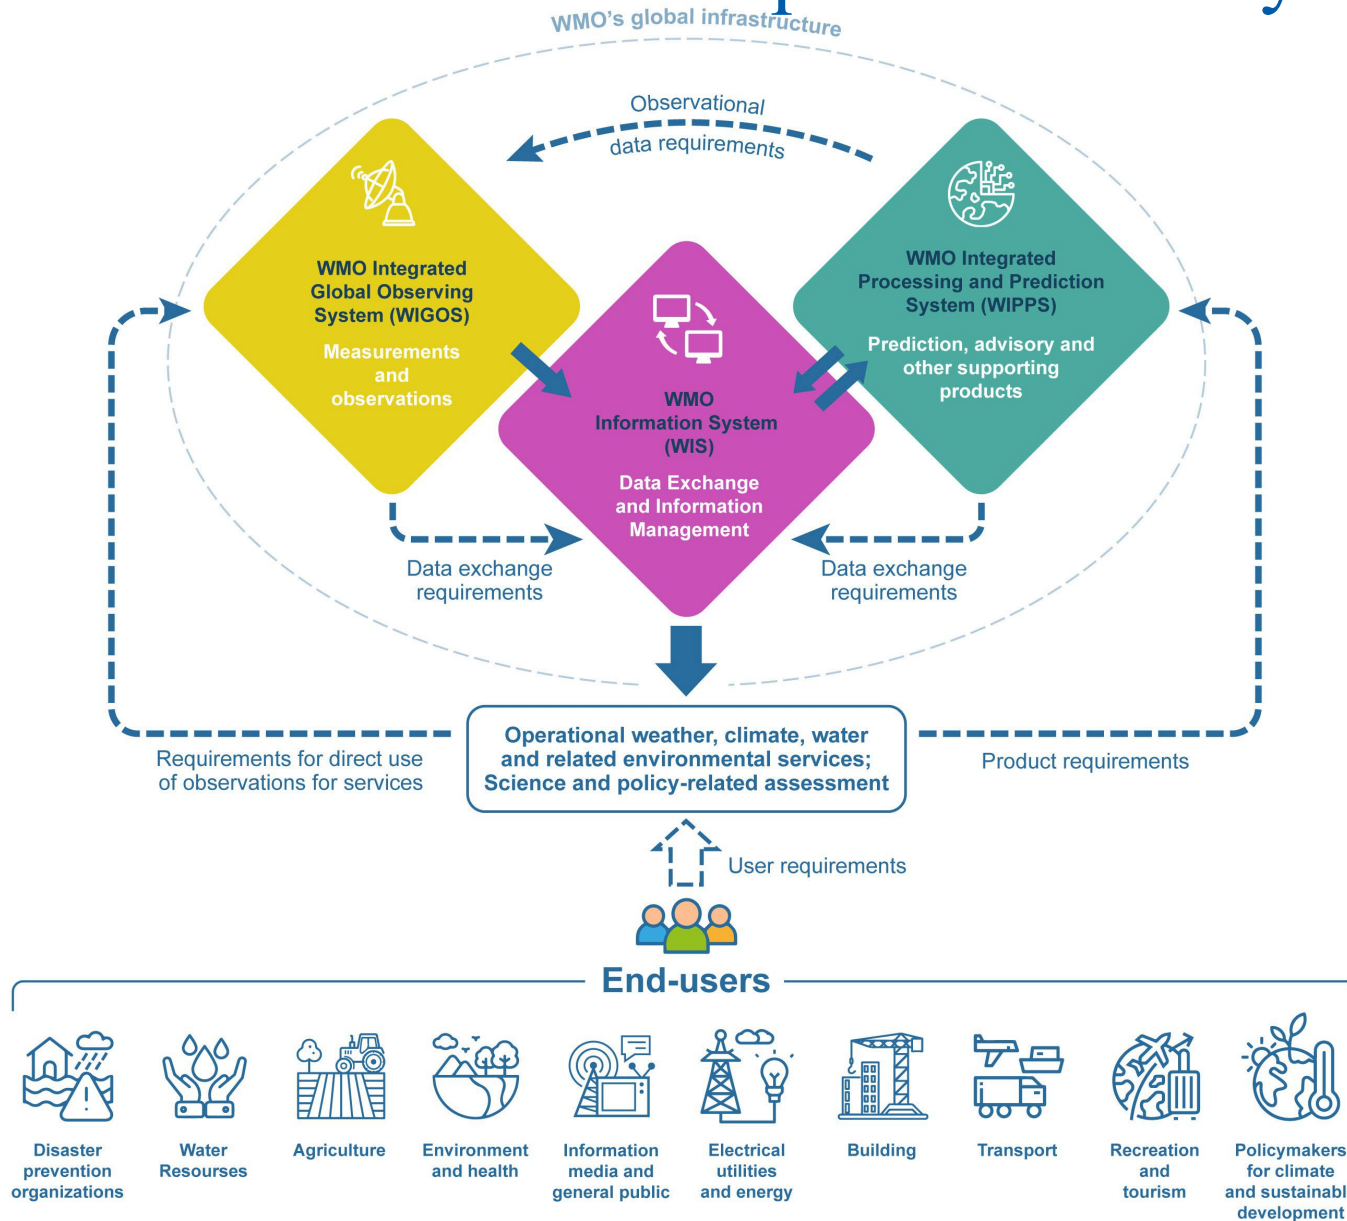 WMO's global infrastructure
Observational
data requirements
WMO Integrated
Global Observing
System (WIGOS)
Measurements
and
observations
WMO Integrated
Processing and Prediction
System (WIPPS)
Prediction, advisory and
other supporting
products
WMO
Information System
(WIS)
Data Exchange
and Information
Management
Data exchange
requirements
Data exchange
requirements
Operational weather, climate, water
and related environmental services;
Science and policy-related assessment
Requirements for direct use
of observations for services
Product requirements
User requirements
End-users
Disaster
prevention
organizations
Water
Resourses
Agriculture
Environment
and health
Information
media and
general public
Electrical
utilities
and energy
Building
Transport
Recreation
and
tourism
Policymakers
for climate
and sustainabl
development